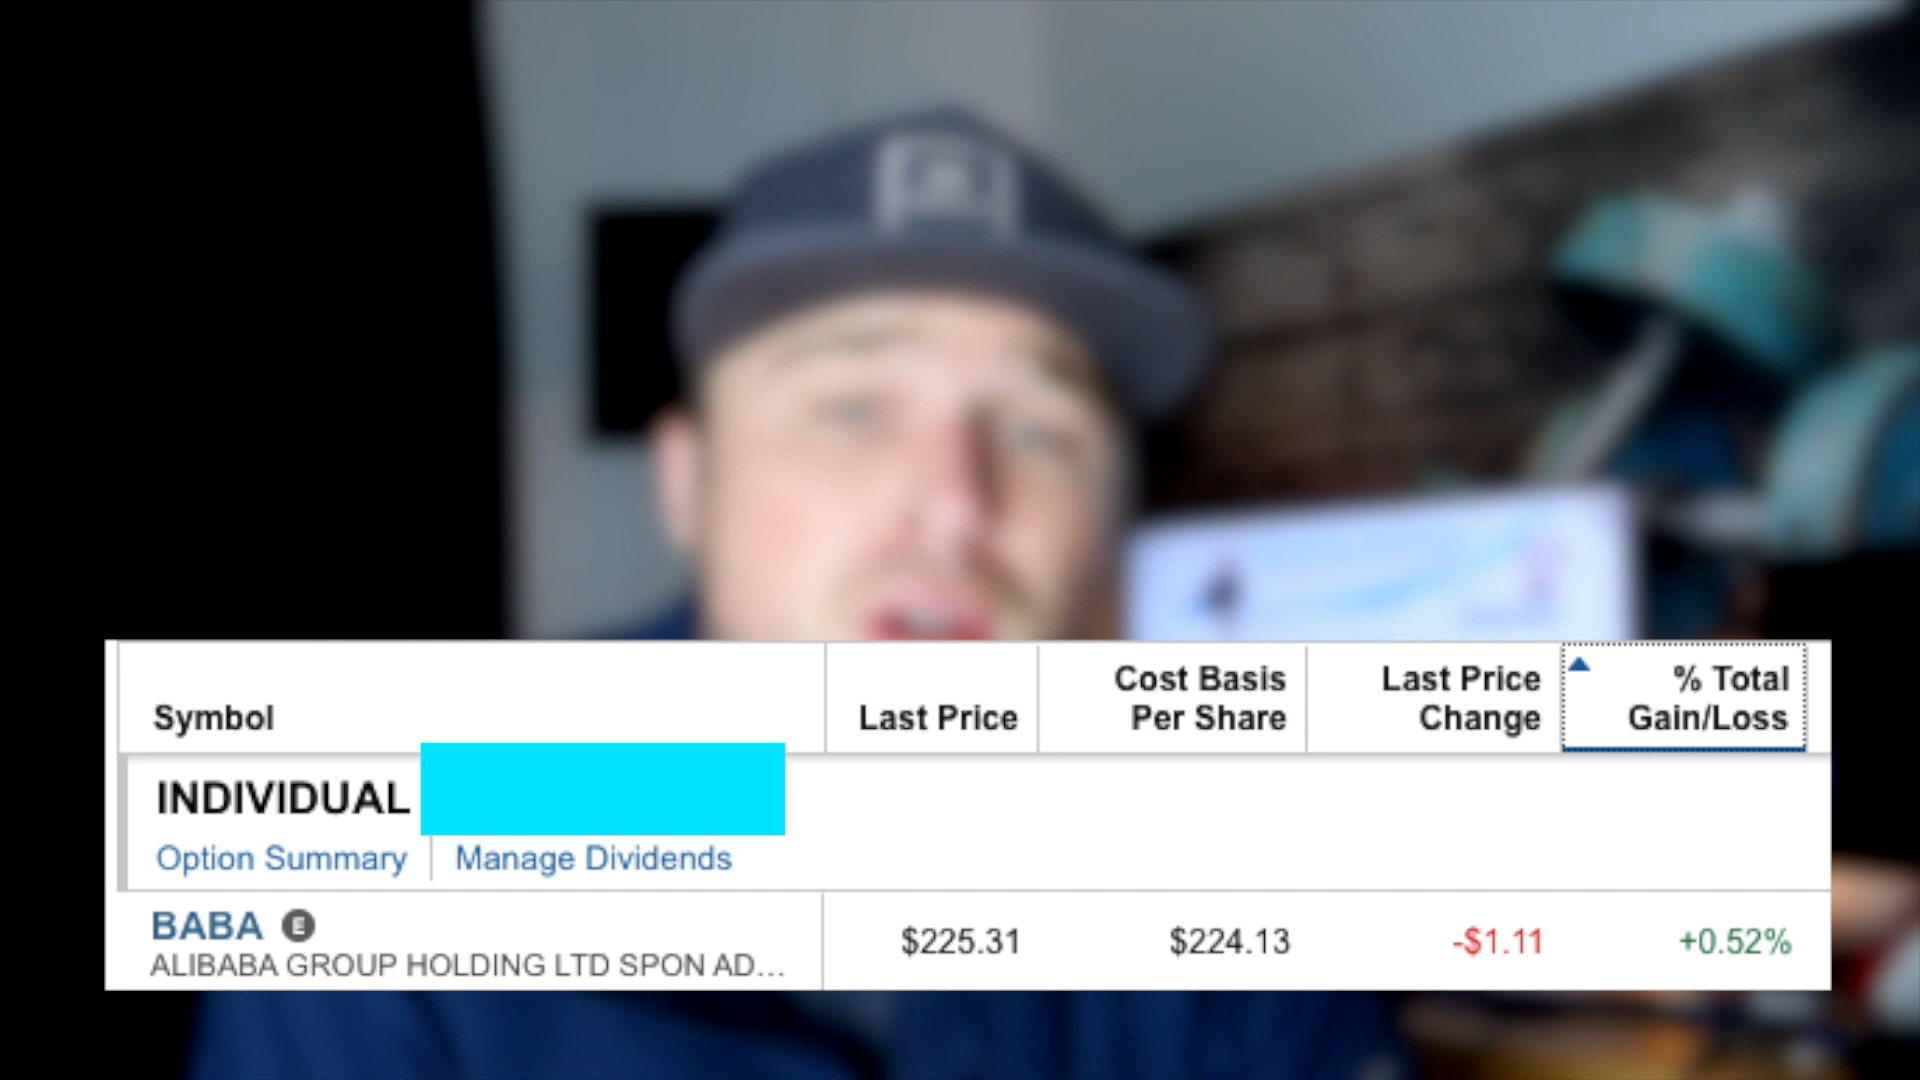 Symbol
Last Price
Cost Basis
Per Share
Last Price
Change
% Total
Gain/Loss
INDIVIDUAL
Option Summary
Manage Dividends
BABA E
ALIBABA GROUP HOLDING LTD SPON AD...
$225.31
$224.13
-$1.11
+0.52%